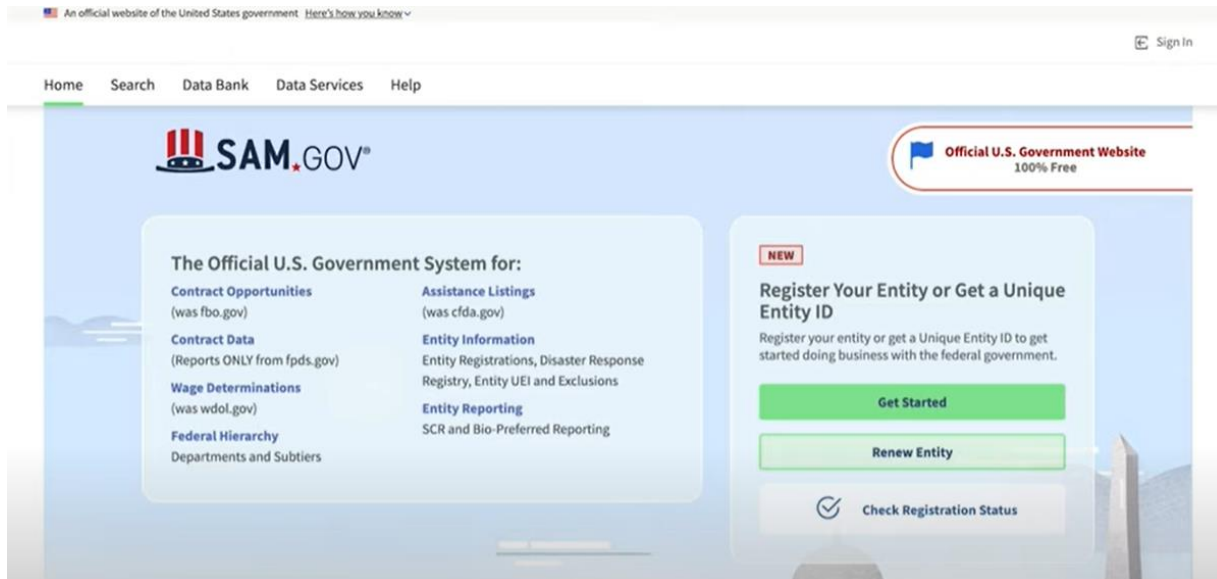 An official website of the United States government Here's how you know
Sign In
Home Search Data Bank Data Services Help
SAM.GOV®
Official U.S. Government Website
100% Free
The Official U.S. Government System for:
Contract Opportunities
(was fbo.gov)
Contract Data
(Reports ONLY from fpds.gov)
Wage Determinations
(was wdol.gov)
Federal Hierarchy
Departments and Subtiers
Assistance Listings
(was cfda.gov)
Entity Information
Entity Registrations, Disaster Response
Registry, Entity UEI and Exclusions
Entity Reporting
SCR and Bio-Preferred Reporting
NEW
Register Your Entity or Get a Unique
Entity ID
Register your entity or get a Unique Entity ID to get
started doing business with the federal government.
Get Started
Renew Entity
Check Registration Status